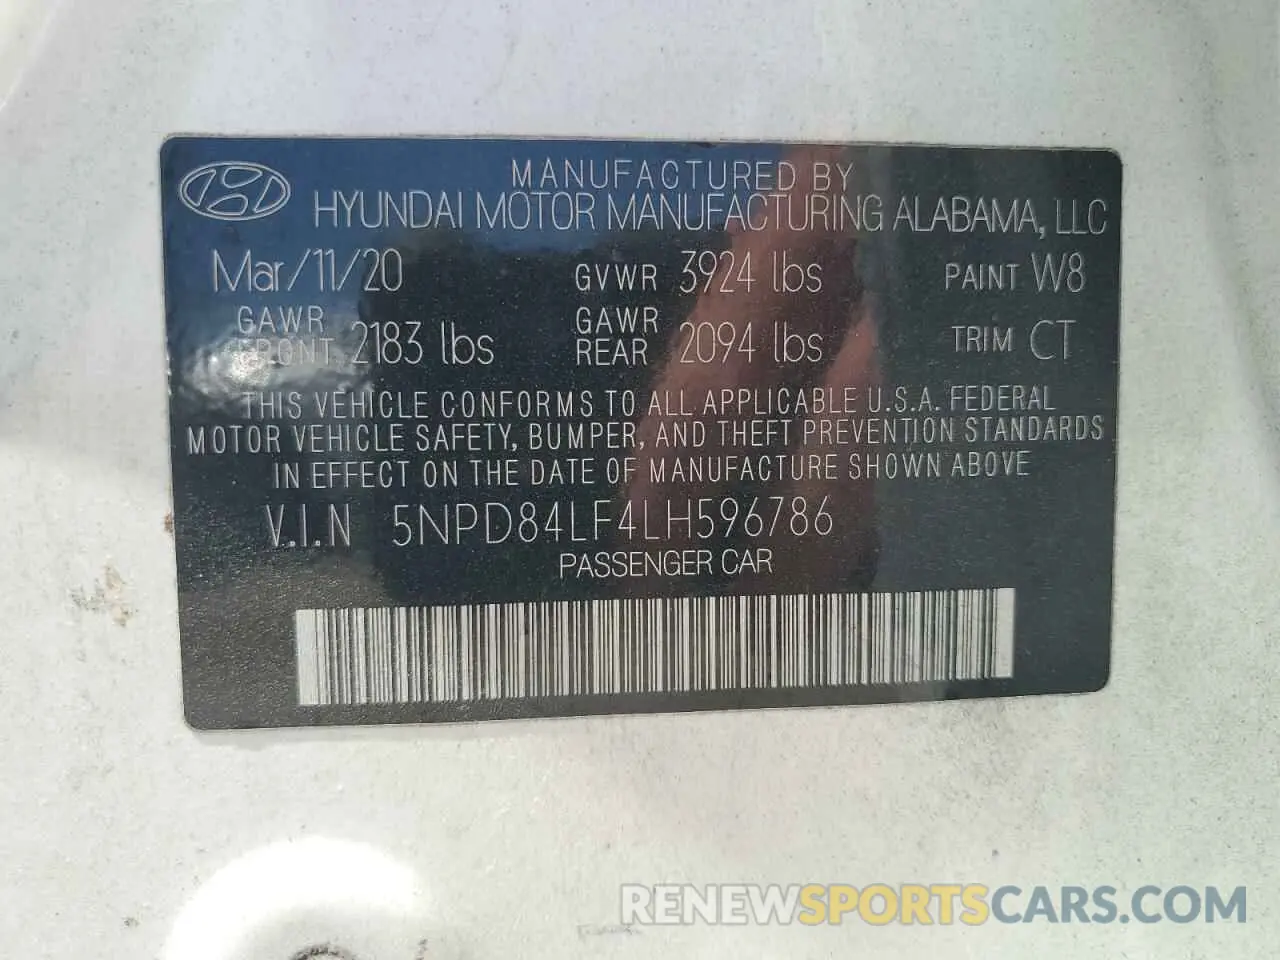 MANUFACTURED BY
HYUNDAI MOTOR MANUFACTURING ALABAMA, LLC
Mar/11/20 GVWR 3924 lbs PAINT W8
GAWR FRONT 2183 lbs GAWR REAR 2094 lbs TRIM CT
THIS VEHICLE CONFORMS TO ALL APPLICABLE U.S.A. FEDERAL
MOTOR VEHICLE SAFETY, BUMPER, AND THEFT PREVENTION STANDARDS
IN EFFECT ON THE DATE OF MANUFACTURE SHOWN ABOVE
V.I.N 5NPD84LF4LH596786
PASSENGER CAR
RENEWSPORTSCARS.COM